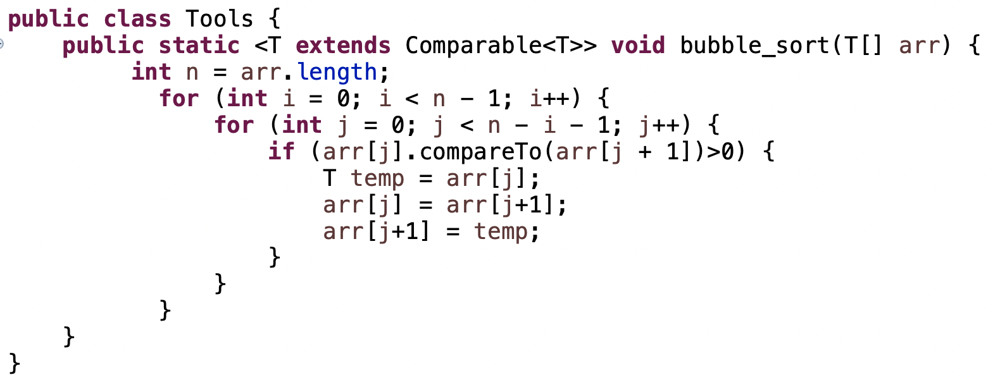 public class Tools {
public static <T extends Comparable<T>> void bubble_sort(T[] arr) {
int n = arr.length;
for (int i = 0; i < n - 1; i++) {
for (int j = 0; j < n - i - 1; j++) {
if (arr[j].compareTo(arr[j + 1])>0) {
T temp = arr[j];
arr[j] = arr[j+1];
arr[j+1] = temp;
}
}
}
}
}